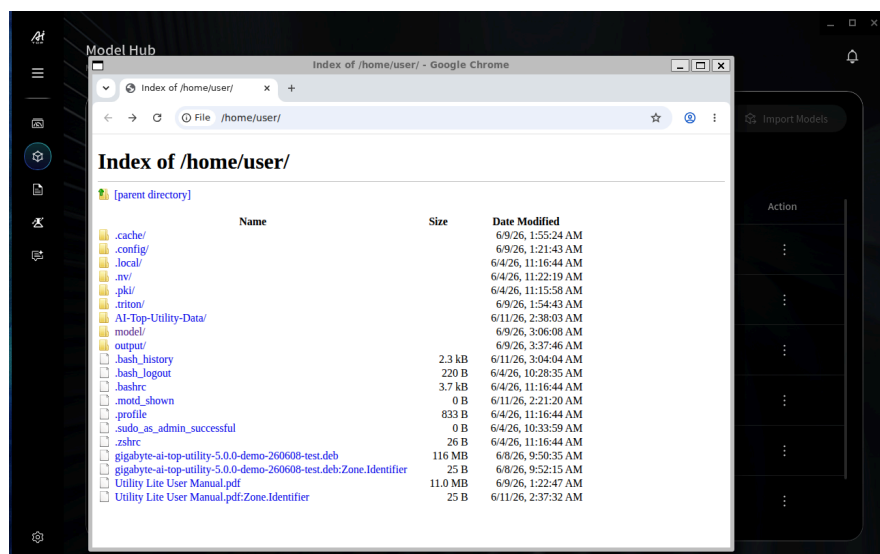 Ai
TOP
Model Hub
Index of /home/user/ - Google Chrome
Index of /home/user/
File /home/user/
Import Models
Index of /home/user/
[parent directory]
Action
Name Size Date Modified
.cache/ 6/9/26, 1:55:24 AM
.config/ 6/9/26, 1:21:43 AM
.local/ 6/4/26, 11:16:44 AM
.nv/ 6/4/26, 11:22:19 AM
.pki/ 6/4/26, 11:15:58 AM
.triton/ 6/9/26, 1:54:43 AM
AI-Top-Utility-Data/ 6/11/26, 2:38:03 AM
model/ 6/9/26, 3:06:08 AM
output/ 6/9/26, 3:37:46 AM
.bash_history 2.3 kB 6/11/26, 3:04:04 AM
.bash_logout 220 B 6/4/26, 10:28:35 AM
.bashrc 3.7 kB 6/4/26, 11:16:44 AM
.motd_shown 0 B 6/11/26, 2:21:20 AM
.profile 833 B 6/4/26, 11:16:44 AM
.sudo_as_admin_successful 0 B 6/4/26, 10:33:59 AM
.zshrc 26 B 6/4/26, 11:16:44 AM
gigabyte-ai-top-utility-5.0.0-demo-260608-test.deb 116 MB 6/8/26, 9:50:35 AM
gigabyte-ai-top-utility-5.0.0-demo-260608-test.deb:Zone.Identifier 25 B 6/8/26, 9:52:15 AM
Utility Lite User Manual.pdf 11.0 MB 6/9/26, 1:22:47 AM
Utility Lite User Manual.pdf:Zone.Identifier 25 B 6/11/26, 2:37:32 AM